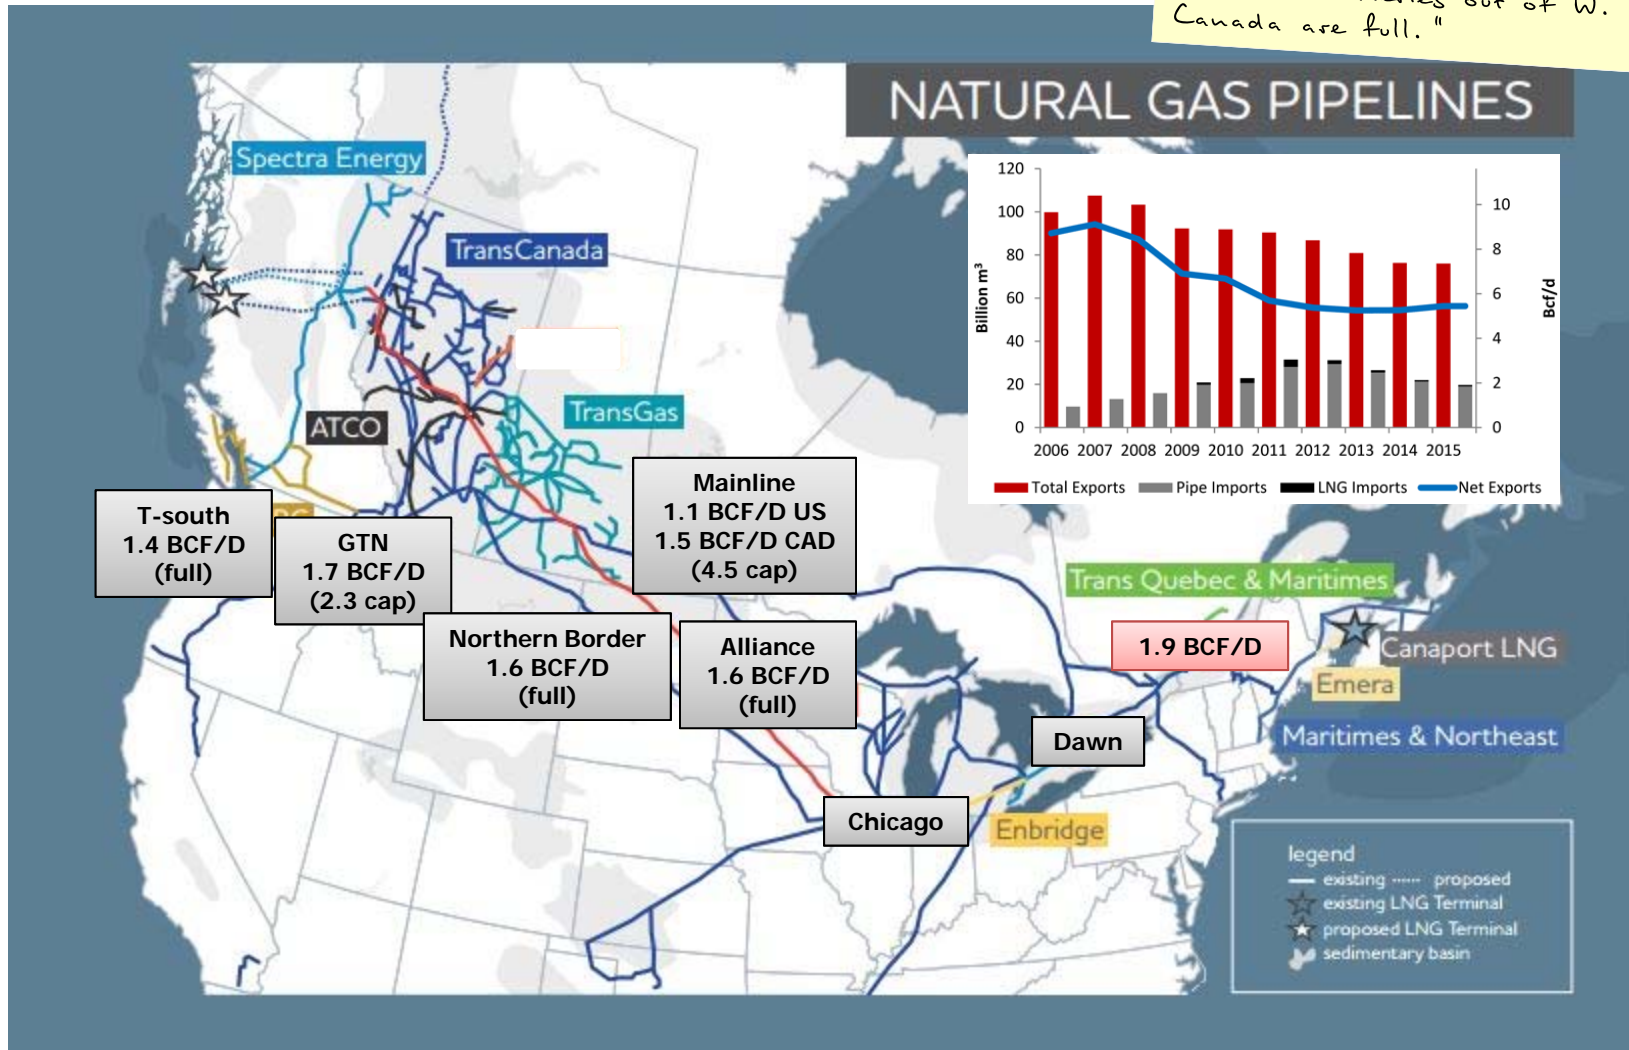 out of W.
Canada are full."
NATURAL GAS PIPELINES
Spectra Energy
TransCanada
ATCO
TransGas
120
100
80
60
40
20
0
Billion m³
10
8
6
4
2
0
Bcf/d
2006 2007 2008 2009 2010 2011 2012 2013 2014 2015
Total Exports Pipe Imports LNG Imports Net Exports
T-south
1.4 BCF/D
(full)
GTN
1.7 BCF/D
(2.3 cap)
Mainline
1.1 BCF/D US
1.5 BCF/D CAD
(4.5 cap)
Northern Border
1.6 BCF/D
(full)
Alliance
1.6 BCF/D
(full)
Trans Quebec & Maritimes
1.9 BCF/D
Canaport LNG
Emera
Maritimes & Northeast
Dawn
Chicago
Enbridge
legend
existing proposed
existing LNG Terminal
proposed LNG Terminal
sedimentary basin